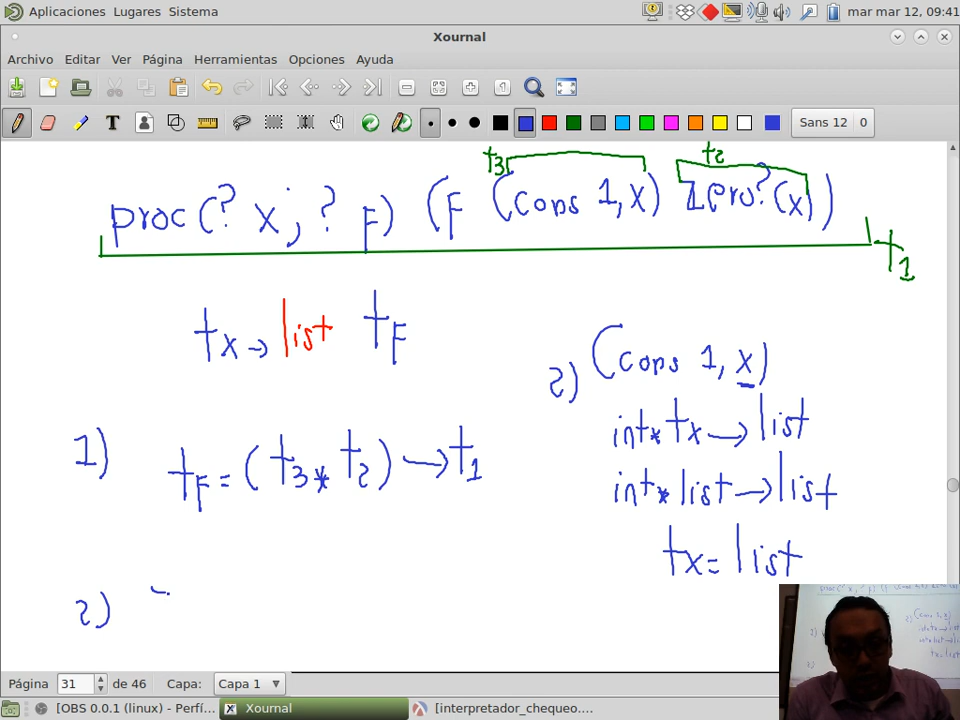 Aplicaciones Lugares Sistema mar mar 12, 09:41
Xournal
Archivo Editar Ver Página Herramientas Opciones Ayuda
T Sans 12 0
t3 t2
proc(? x; ? F) (F (cons 1, x) zero? (x))
t1
tx → list tF
2) (cons 1, x)
int * tx → list
1) tF = (t3 * t2) → t1
int * list → list
tx = list
2)
Página 31 de 46 Capa: Capa 1
[OBS 0.0.1 (linux) - Perfí... Xournal [interpretador_chequeo....